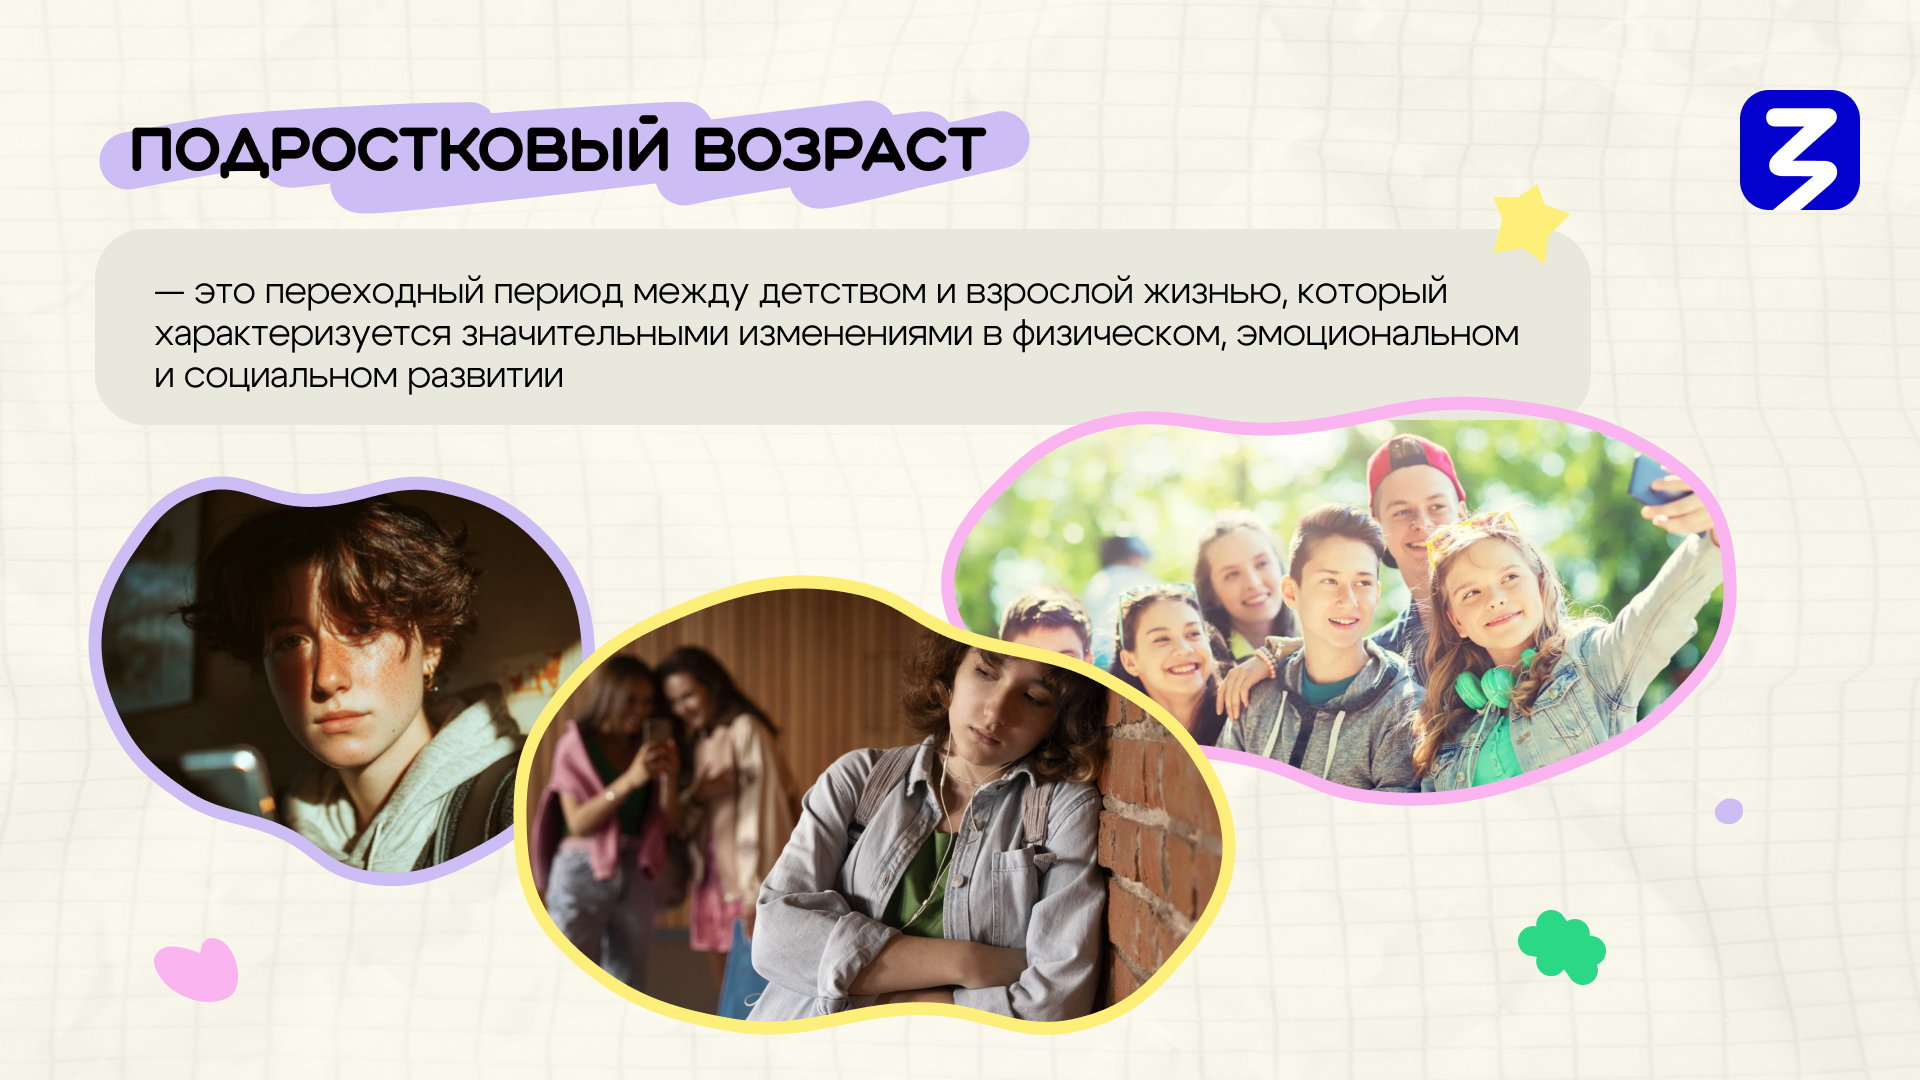 ПОДРОСТКОВЫЙ ВОЗРАСТ
— это переходный период между детством и взрослой жизнью, который
характеризуется значительными изменениями в физическом, эмоциональном
и социальном развитии